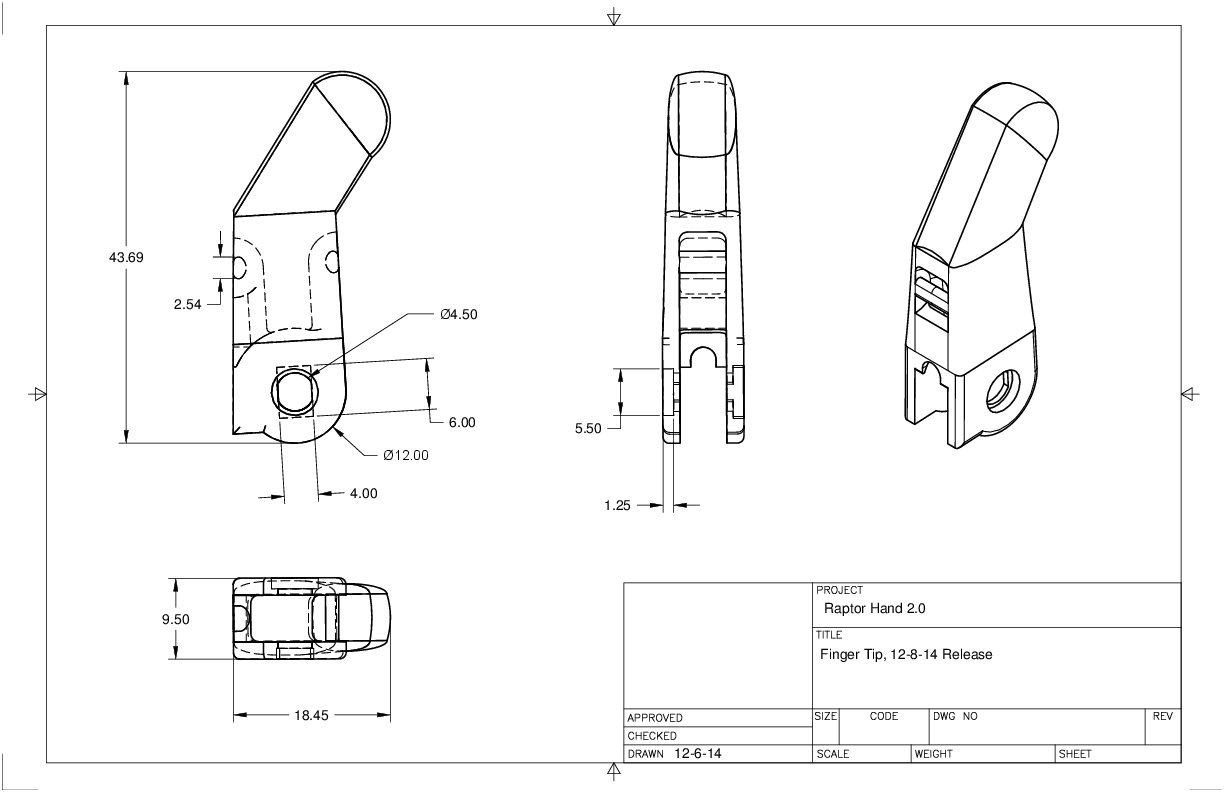 43.69
2.54
Ø4.50
6.00
Ø12.00
4.00
5.50
1.25
9.50
18.45
PROJECT
Raptor Hand 2.0
TITLE
Finger Tip, 12-8-14 Release
APPROVED
CHECKED
DRAWN 12-6-14
SIZE CODE DWG NO REV
SCALE WEIGHT SHEET